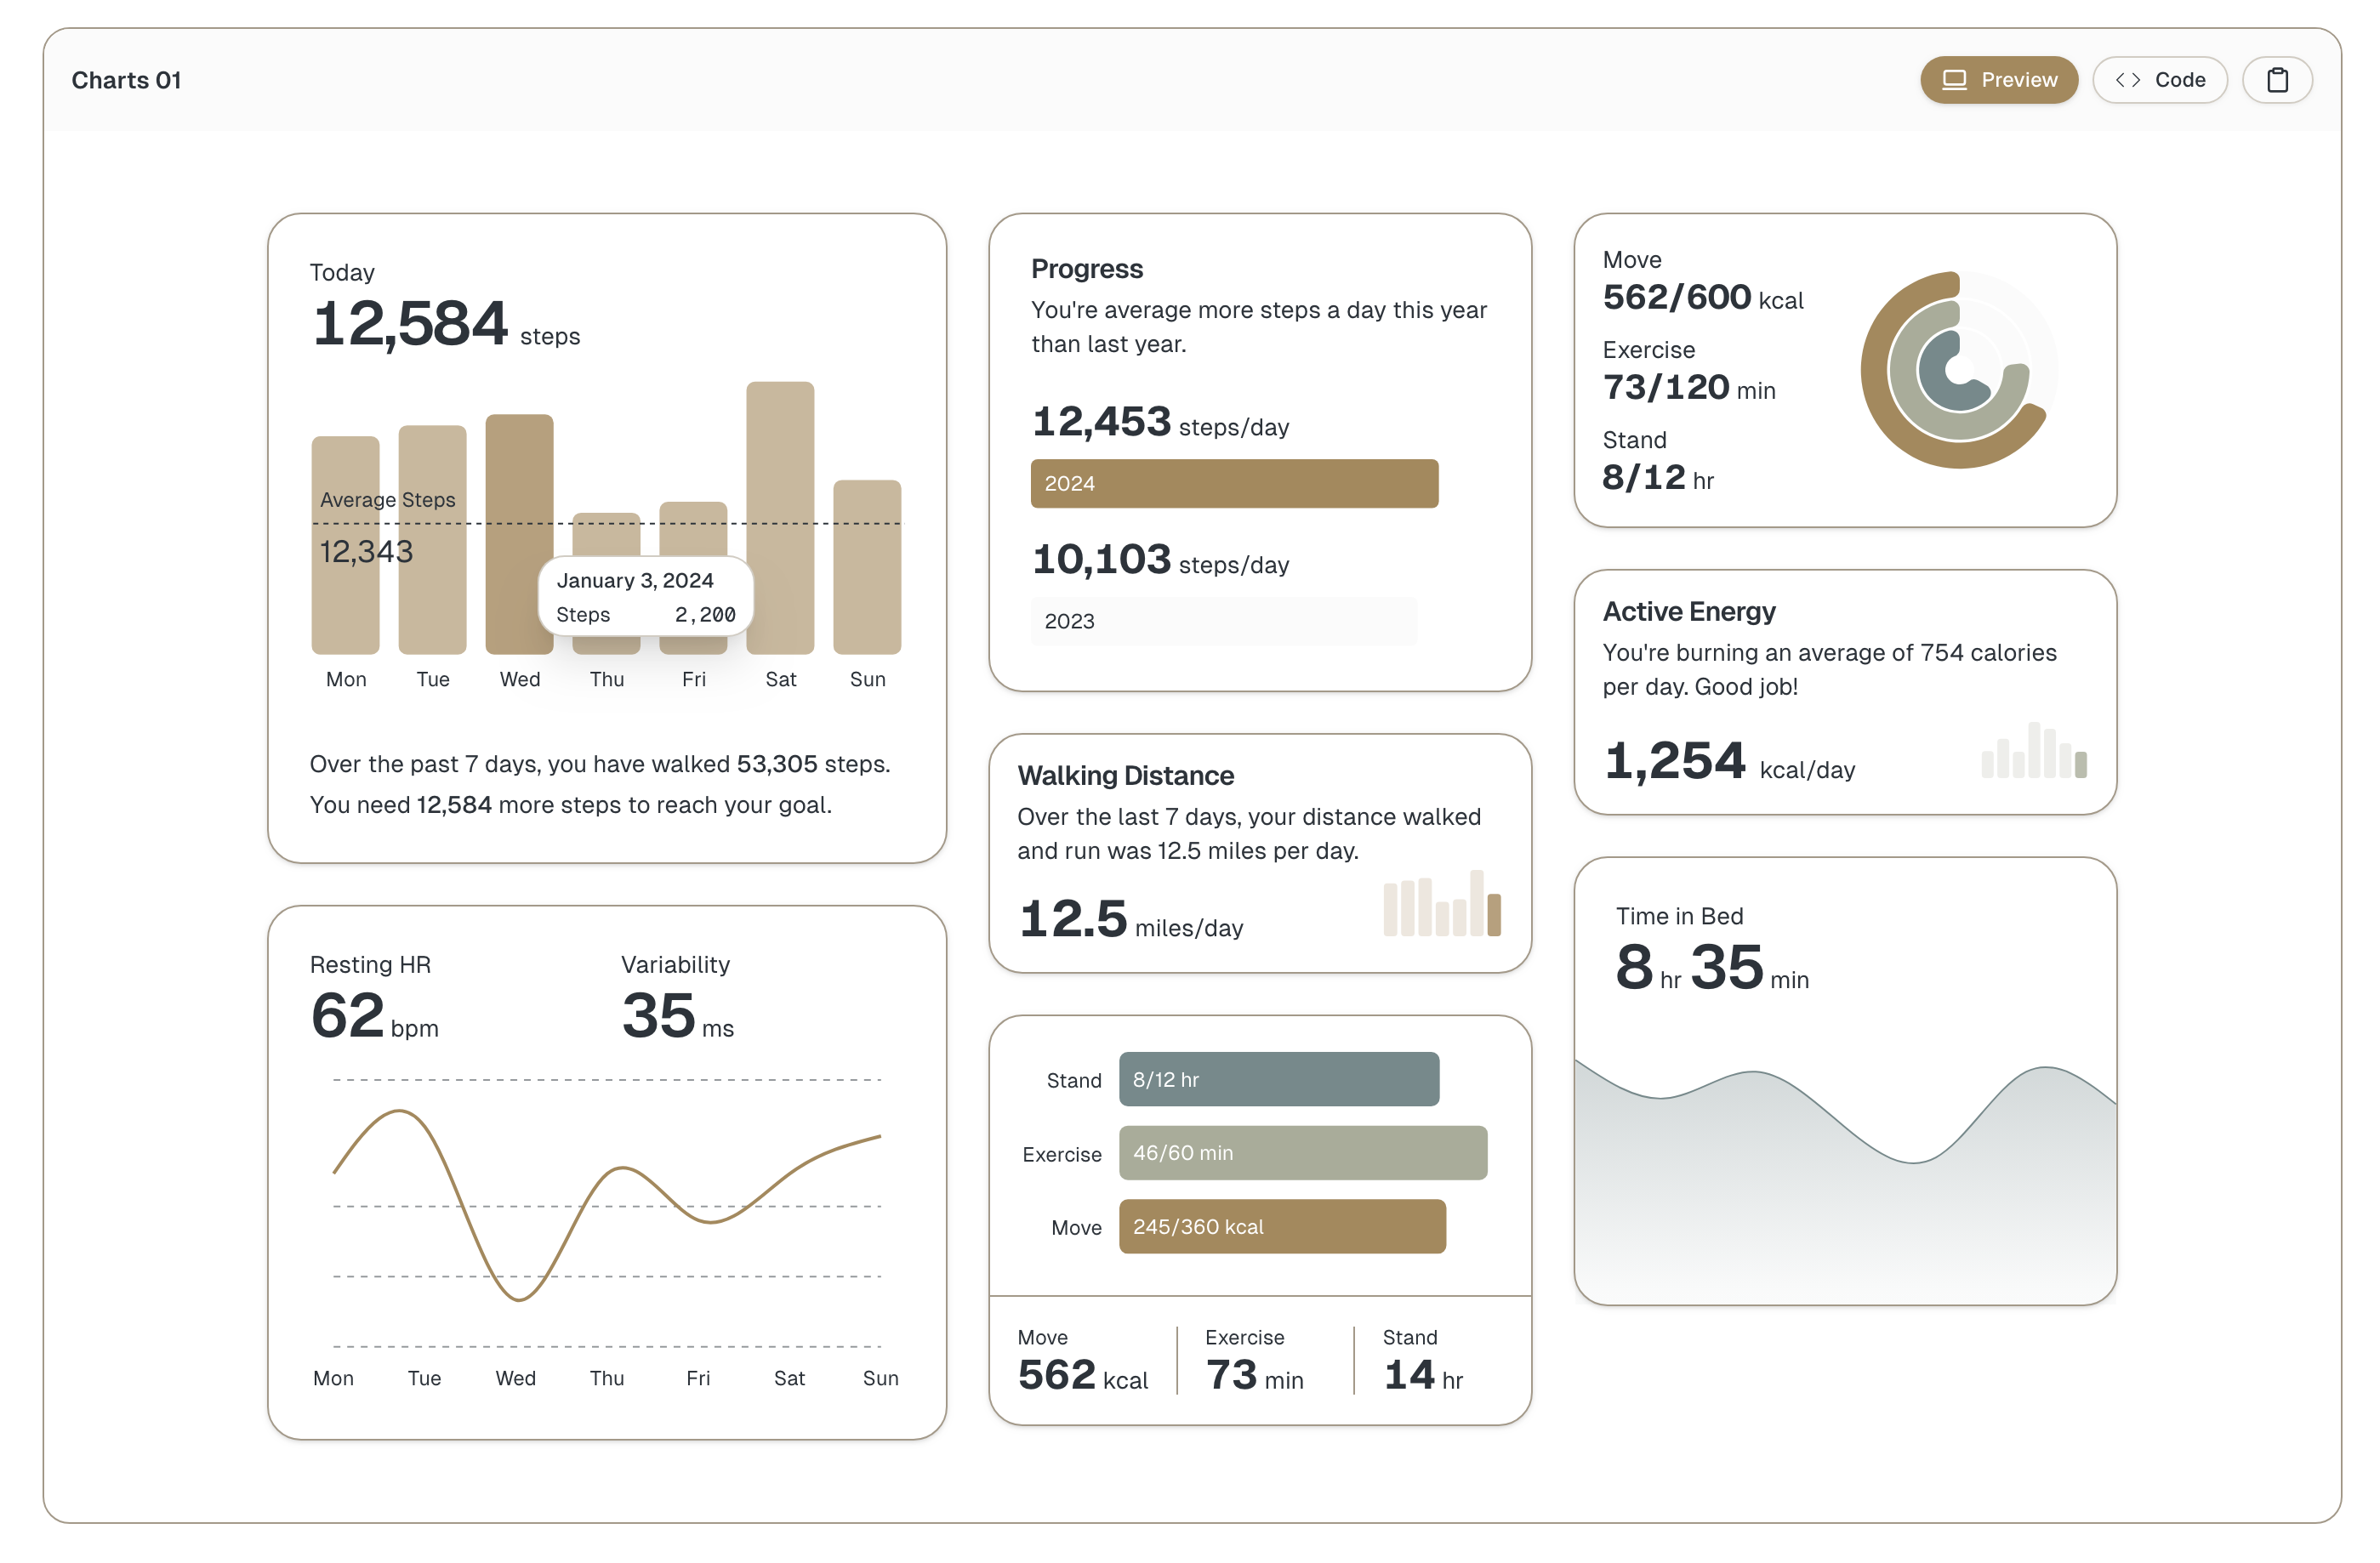 Charts 01
Preview
Code
Today
12,584 steps
Average Steps
12,343
January 3, 2024
Steps 2,200
Mon Tue Wed Thu Fri Sat Sun
Over the past 7 days, you have walked 53,305 steps.
You need 12,584 more steps to reach your goal.
Resting HR
62 bpm
Variability
35 ms
Mon Tue Wed Thu Fri Sat Sun
Progress
You're average more steps a day this year
than last year.
12,453 steps/day
2024
10,103 steps/day
2023
Walking Distance
Over the last 7 days, your distance walked
and run was 12.5 miles per day.
12.5 miles/day
Stand 8/12 hr
Exercise 46/60 min
Move 245/360 kcal
Move
562 kcal
Exercise
73 min
Stand
14 hr
Move
562/600 kcal
Exercise
73/120 min
Stand
8/12 hr
Active Energy
You're burning an average of 754 calories
per day. Good job!
1,254 kcal/day
Time in Bed
8 hr 35 min